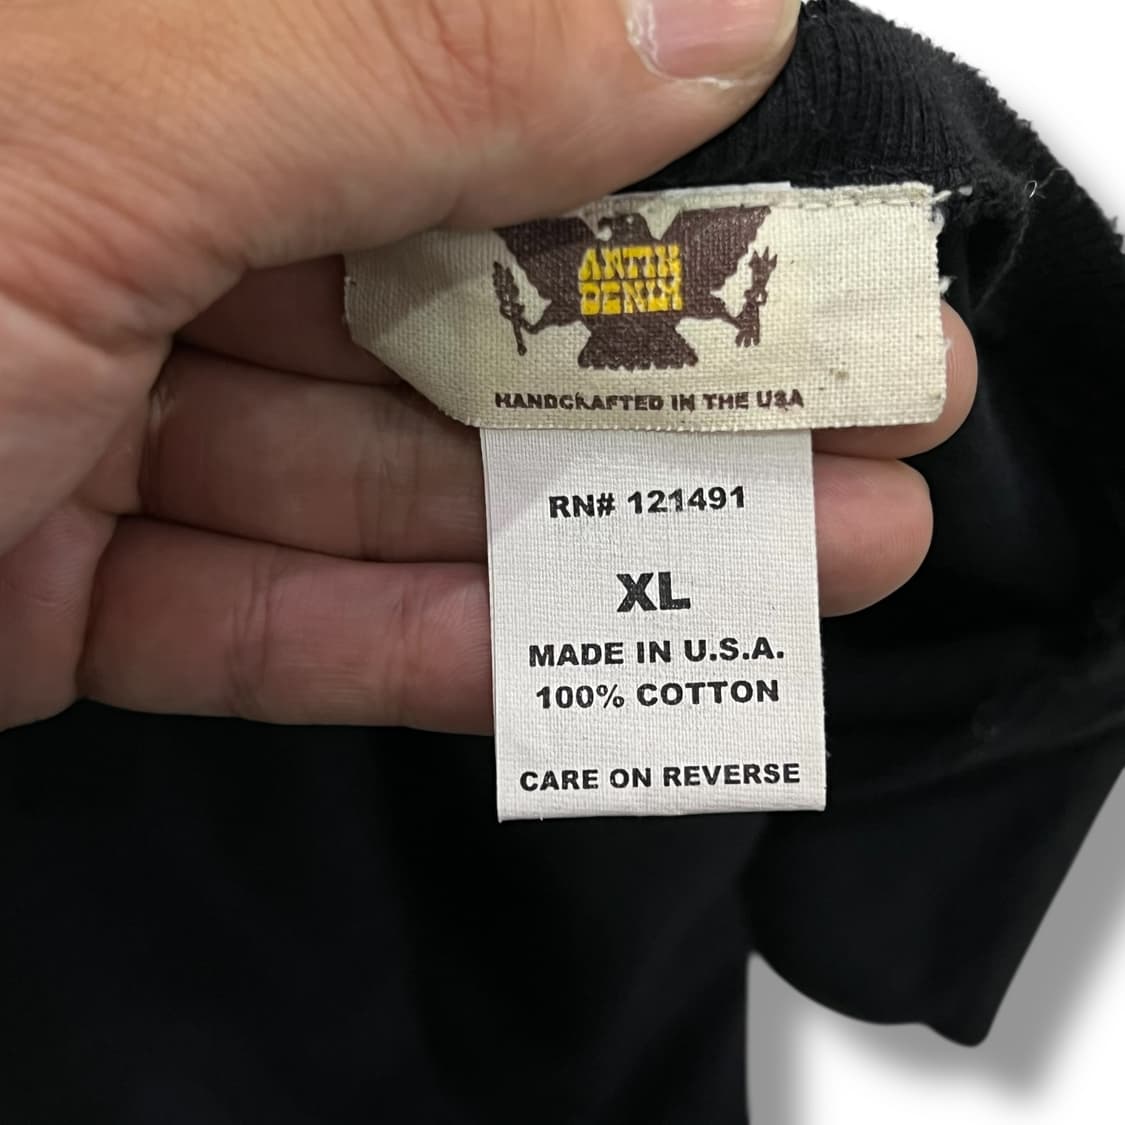 ANTIK
DENIM
HANDCRAFTED IN THE USA
RN# 121491
XL
MADE IN U.S.A.
100% COTTON
CARE ON REVERSE